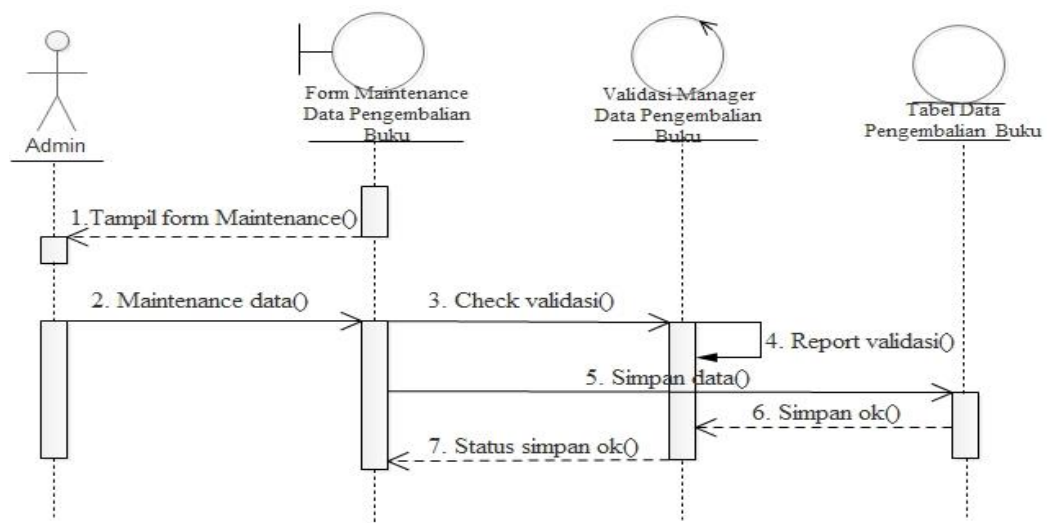 Admin
Form Maintenance
Data Pengembalian
Buku
Validasi Manager
Data Pengembalian
Buku
Tabel Data
Pengembalian Buku
1.Tampil form Maintenance()
2. Maintenance data()
3. Check validasi()
4. Report validasi()
5. Simpan data()
6. Simpan ok()
7. Status simpan ok()